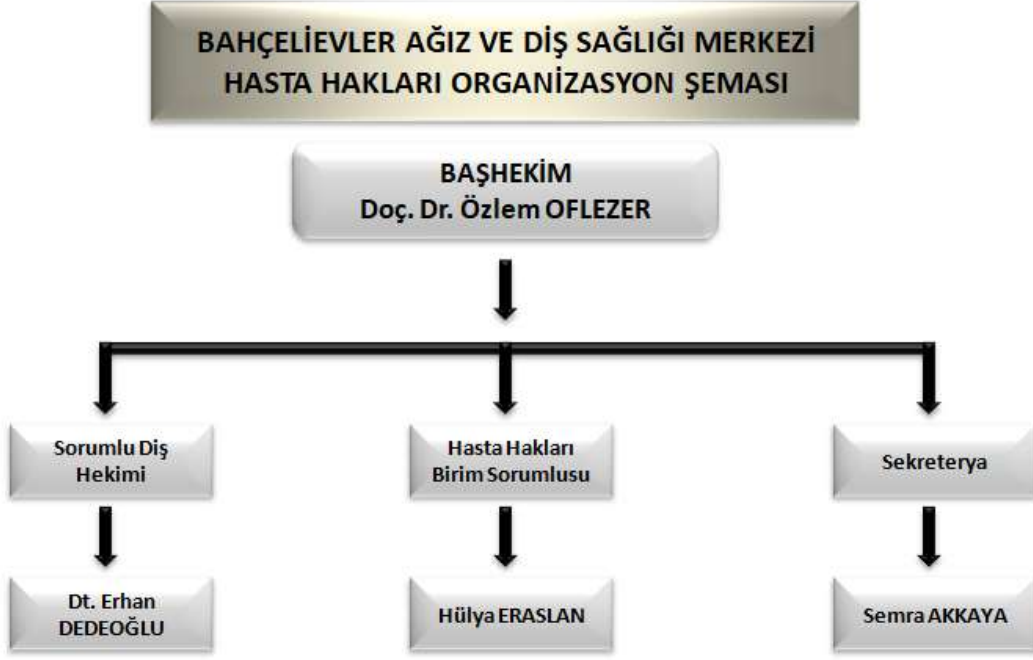 BAHÇELİEVLER AĞIZ VE DİŞ SAĞLIĞI MERKEZİ
HASTA HAKLARI ORGANİZASYON ŞEMASI
BAŞHEKİM
Doç. Dr. Özlem OFLEZER
Sorumlu Diş
Hekimi
Hasta Hakları
Birim Sorumlusu
Sekreterya
Dt. Erhan
DEDEOĞLU
Hülya ERASLAN
Semra AKKAYA